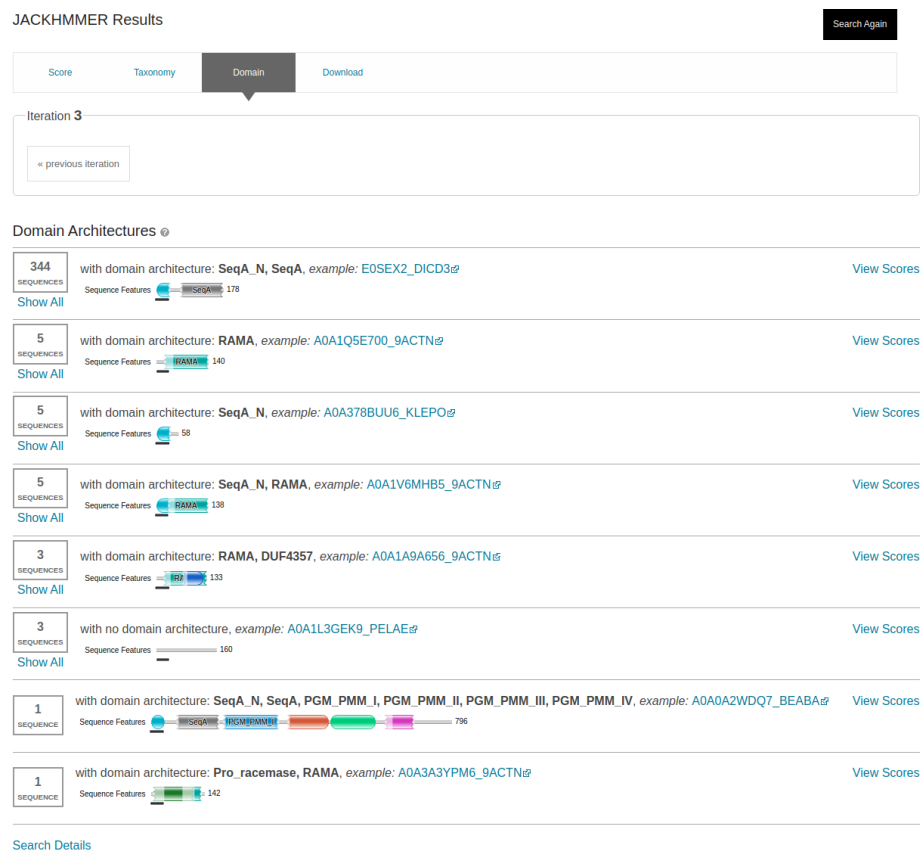 JACKHMMER Results
Search Again
Score Taxonomy Domain Download
Iteration 3
« previous iteration
Domain Architectures ?
344 with domain architecture: SeqA_N, SeqA, example: E0SEX2_DICD3 View Scores
SEQUENCES Sequence Features SeqA 178
Show All
5 with domain architecture: RAMA, example: A0A1Q5E700_9ACTN View Scores
SEQUENCES Sequence Features RAMA 140
Show All
5 with domain architecture: SeqA_N, example: A0A378BUU6_KLEPO View Scores
SEQUENCES Sequence Features 58
Show All
5 with domain architecture: SeqA_N, RAMA, example: A0A1V6MHB5_9ACTN View Scores
SEQUENCES Sequence Features RAMA 138
Show All
3 with domain architecture: RAMA, DUF4357, example: A0A1A9A656_9ACTN View Scores
SEQUENCES Sequence Features RA 133
Show All
3 with no domain architecture, example: A0A1L3GEK9_PELAE View Scores
SEQUENCES Sequence Features 160
Show All
1 with domain architecture: SeqA_N, SeqA, PGM_PMM_I, PGM_PMM_II, PGM_PMM_III, PGM_PMM_IV, example: A0A0A2WDQ7_BEABA View Scores
SEQUENCE Sequence Features SeqA PGM_PMM_I 796
1 with domain architecture: Pro_racemase, RAMA, example: A0A3A3YPM6_9ACTN View Scores
SEQUENCE Sequence Features 142
Search Details